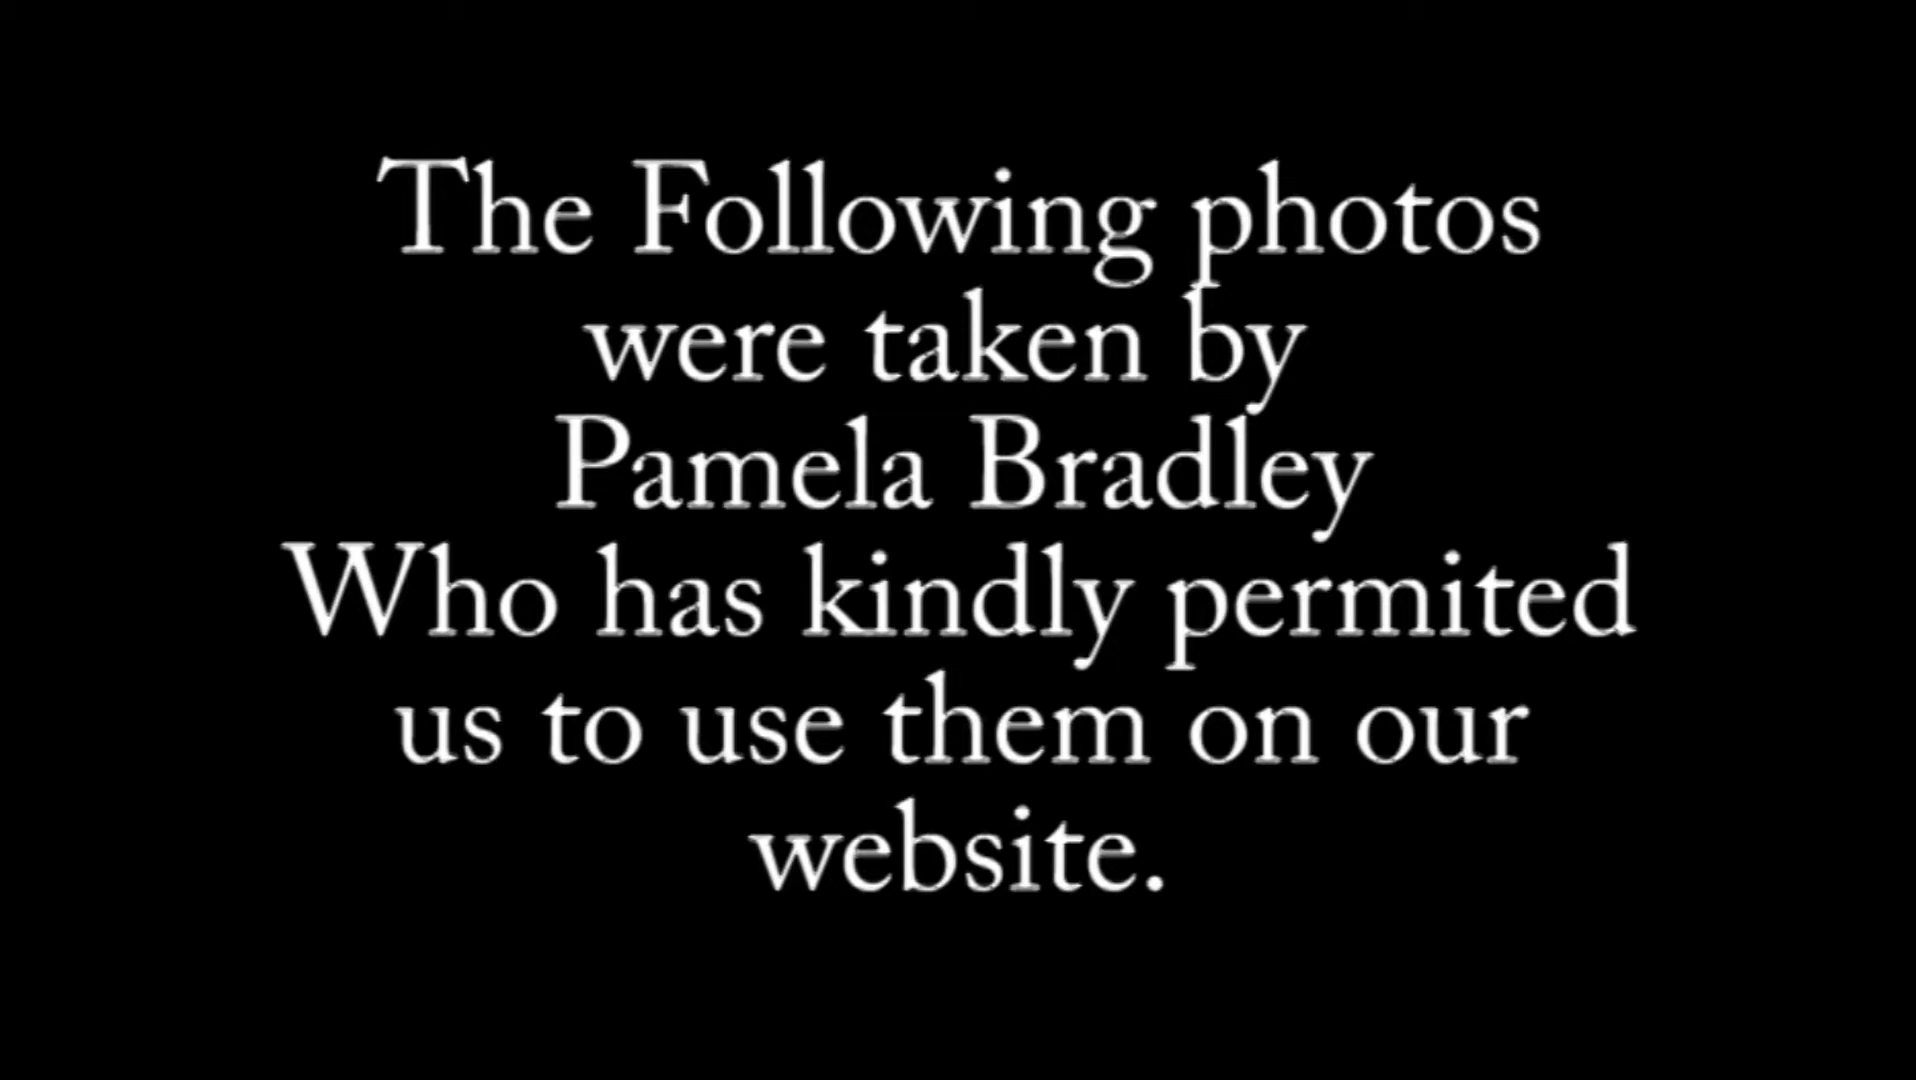 The Following photos
were taken by
Pamela Bradley
Who has kindly permited
us to use them on our
website.